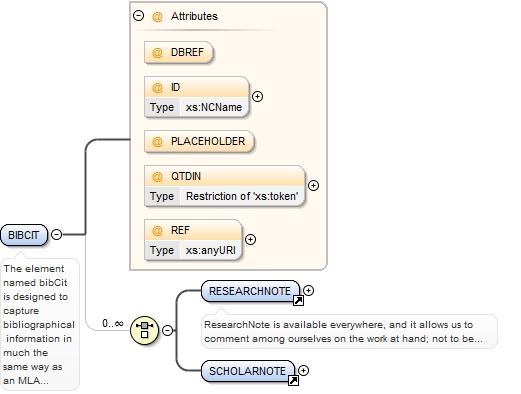 @ Attributes
@ DBREF
@ ID
Type xs:NCName
@ PLACEHOLDER
@ QTDIN
Type Restriction of 'xs:token'
@ REF
Type xs:anyURI
BIBCIT
The element
named bibCit
is designed to
capture
bibliographical
information in
much the
same way as
an MLA...
0..∞
RESEARCHNOTE
ResearchNote is available everywhere, and it allows us to
comment among ourselves on the work at hand; not to be...
SCHOLARNOTE